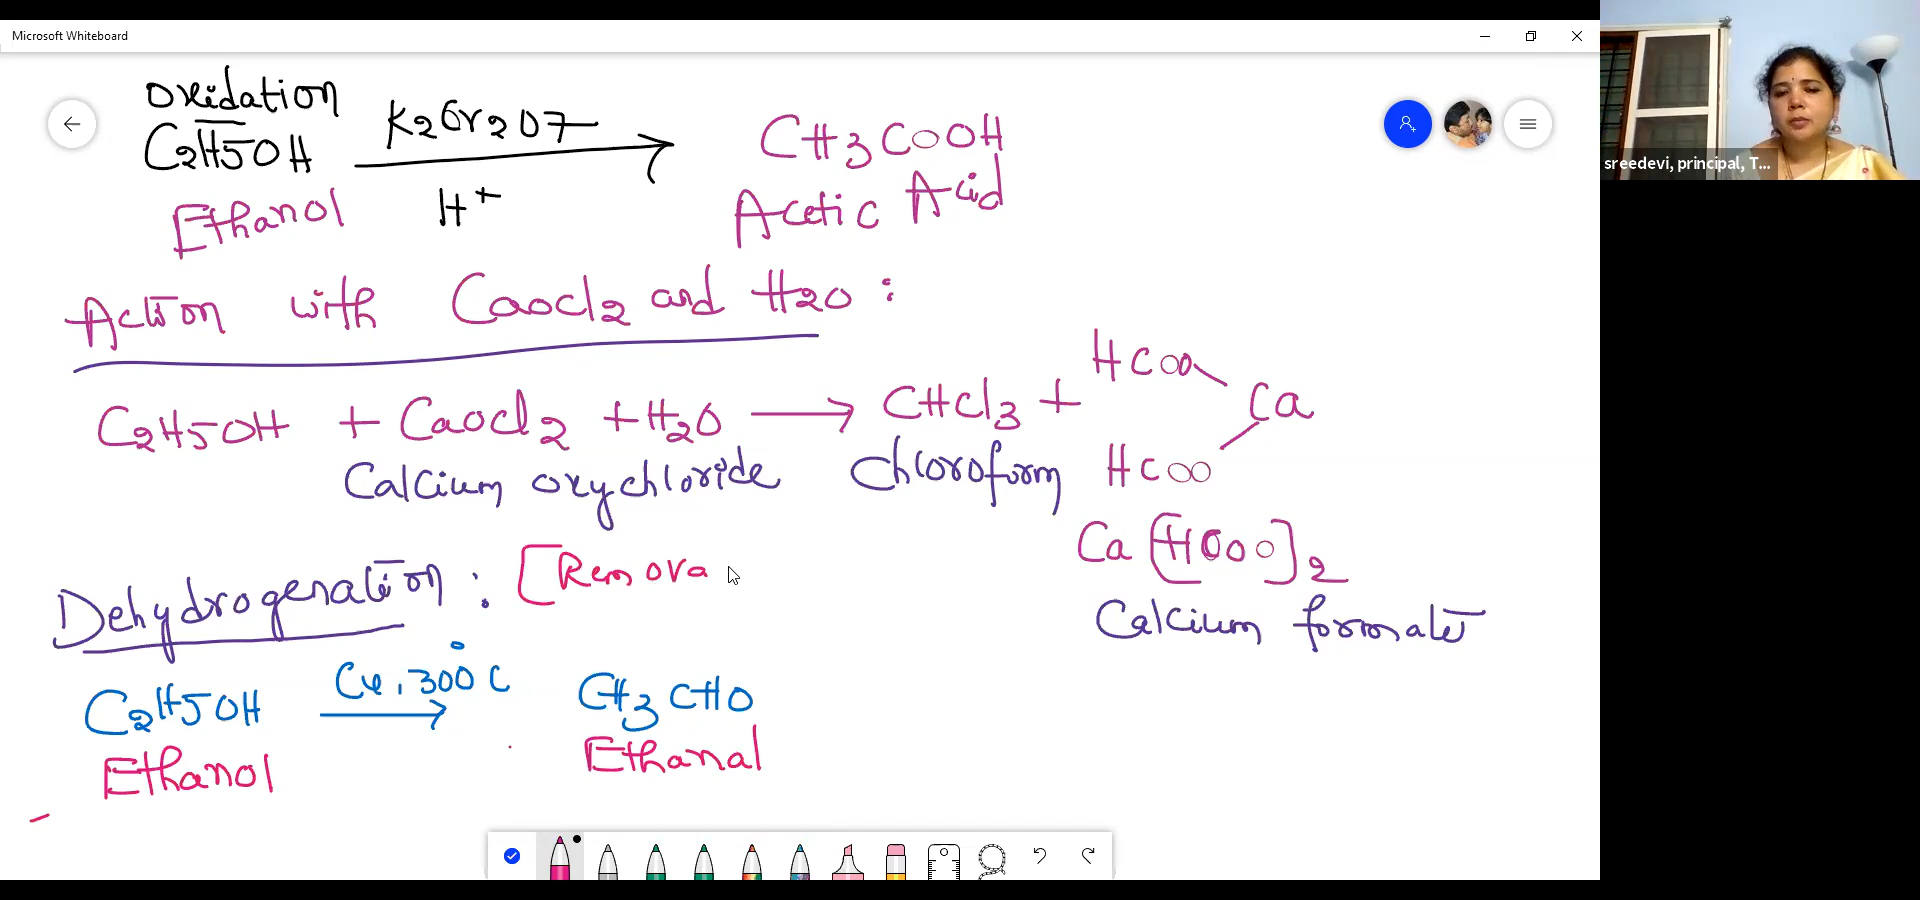 Microsoft Whiteboard
Oxidation
C2H5OH K2Cr2O7 CH3COOH
H+
Ethanol Acetic Acid
Action with CaOCl2 and H2O :
HCOO
C2H5OH + CaOCl2 + H2O → CHCl3 + Ca
Calcium oxychloride Chloroform HCOO
Ca[HCOO]2
Calcium formate
Dehydrogenation : [Remova
C2H5OH Cu, 300°C CH3CHO
Ethanol Ethanal
sreedevi, principal, T...